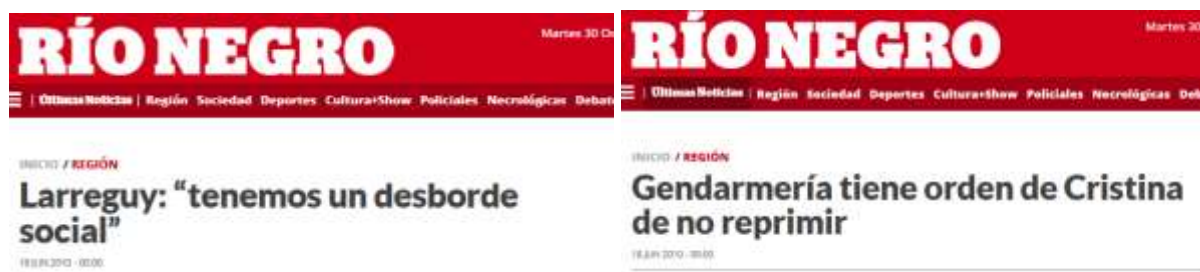 RÍO NEGRO
Martes 30
Últimas Noticias | Región Sociedad Deportes Cultura+Show Policiales Necrológicas Debate
INICIO / REGIÓN
Larreguy: “tenemos un desborde
social”
RÍO NEGRO
Martes 30
Últimas Noticias | Región Sociedad Deportes Cultura+Show Policiales Necrológicas
INICIO / REGIÓN
Gendarmería tiene orden de Cristina
de no reprimir